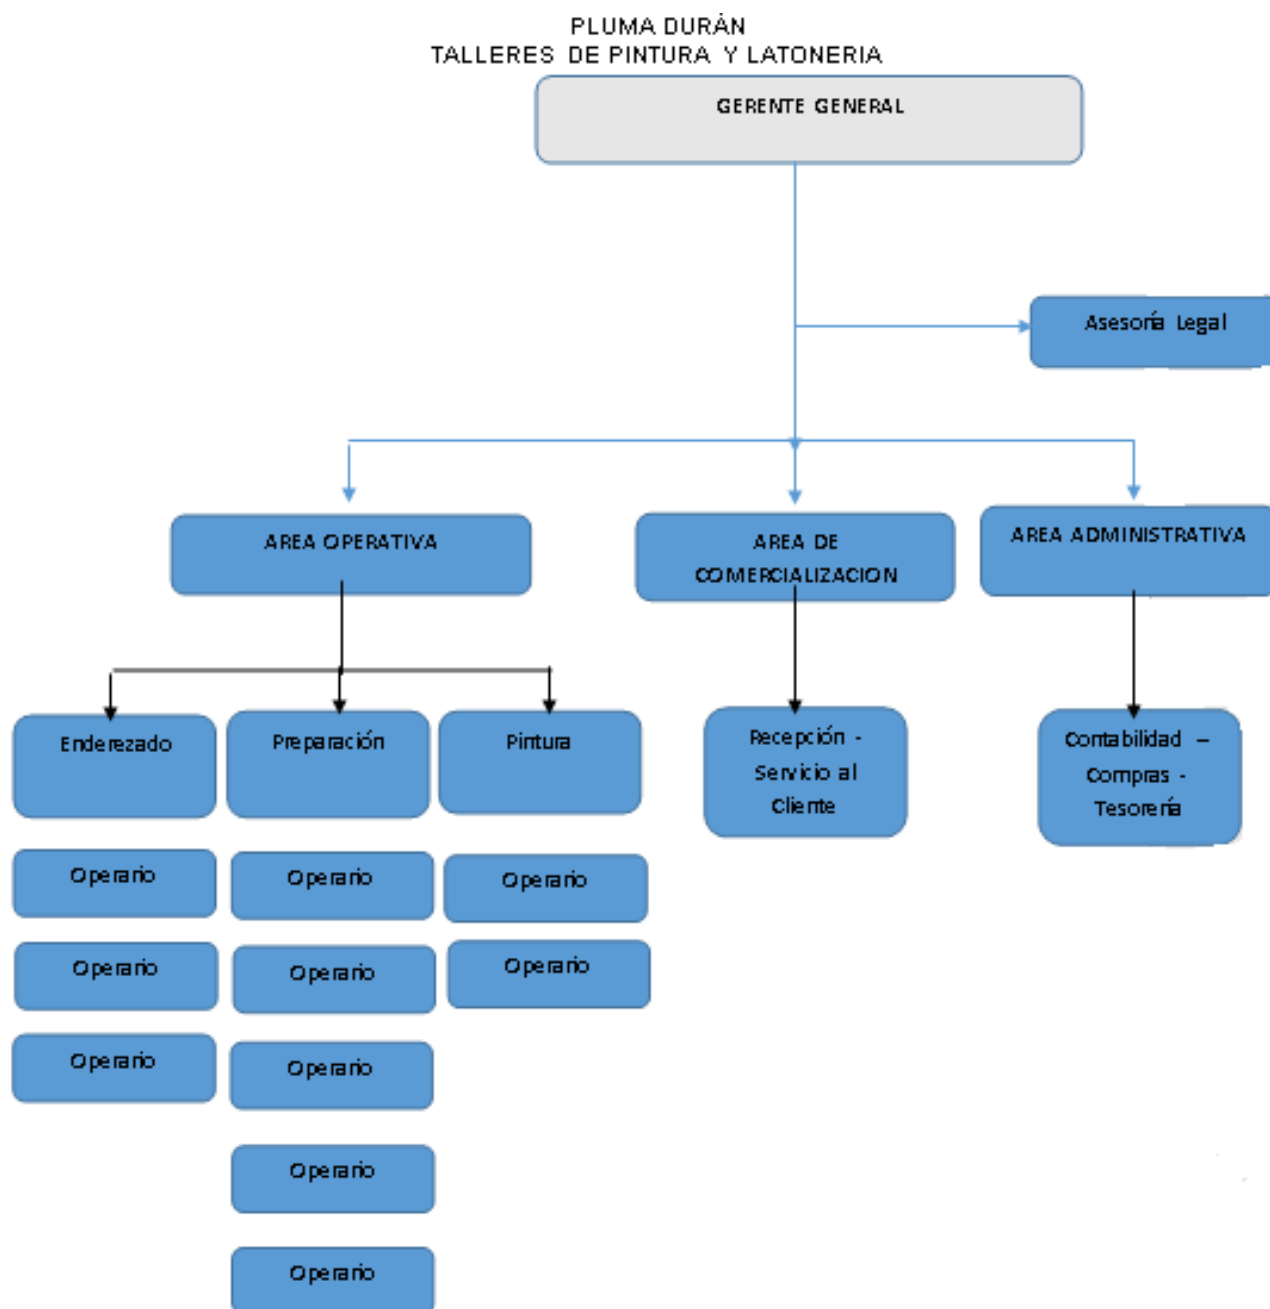 PLUMA DURÁN
TALLERES DE PINTURA Y LATONERIA
GERENTE GENERAL
Asesoría Legal
AREA OPERATIVA
AREA DE
COMERCIALIZACION
AREA ADMINISTRATIVA
Enderezado
Preparación
Pintura
Recepción -
Servicio al
Cliente
Contabilidad –
Compras -
Tesorería
Operario
Operario
Operario
Operario
Operario
Operario
Operario
Operario
Operario
Operario